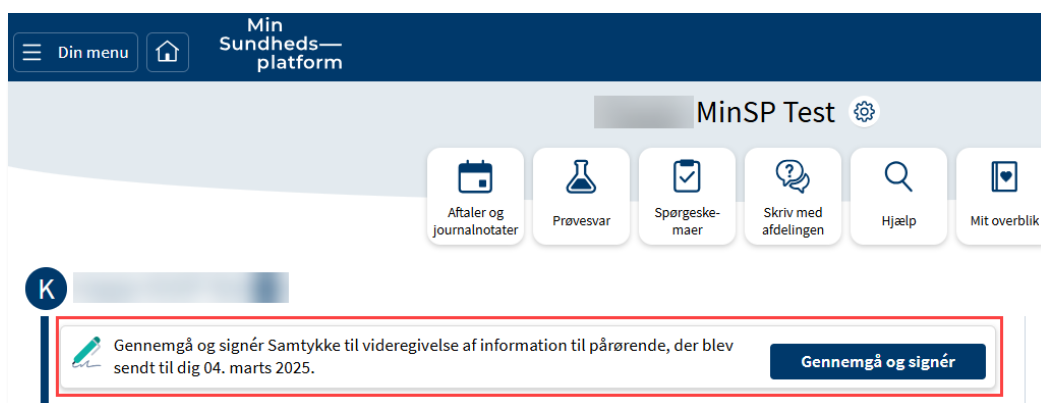 Din menu
Min
Sundheds—
platform
MinSP Test
Aftaler og
journalnotater
Prøvesvar
Spørgeske-
maer
Skriv med
afdelingen
Hjælp
Mit overblik
K
Gennemgå og signér Samtykke til videregivelse af information til pårørende, der blev
sendt til dig 04. marts 2025.
Gennemgå og signér